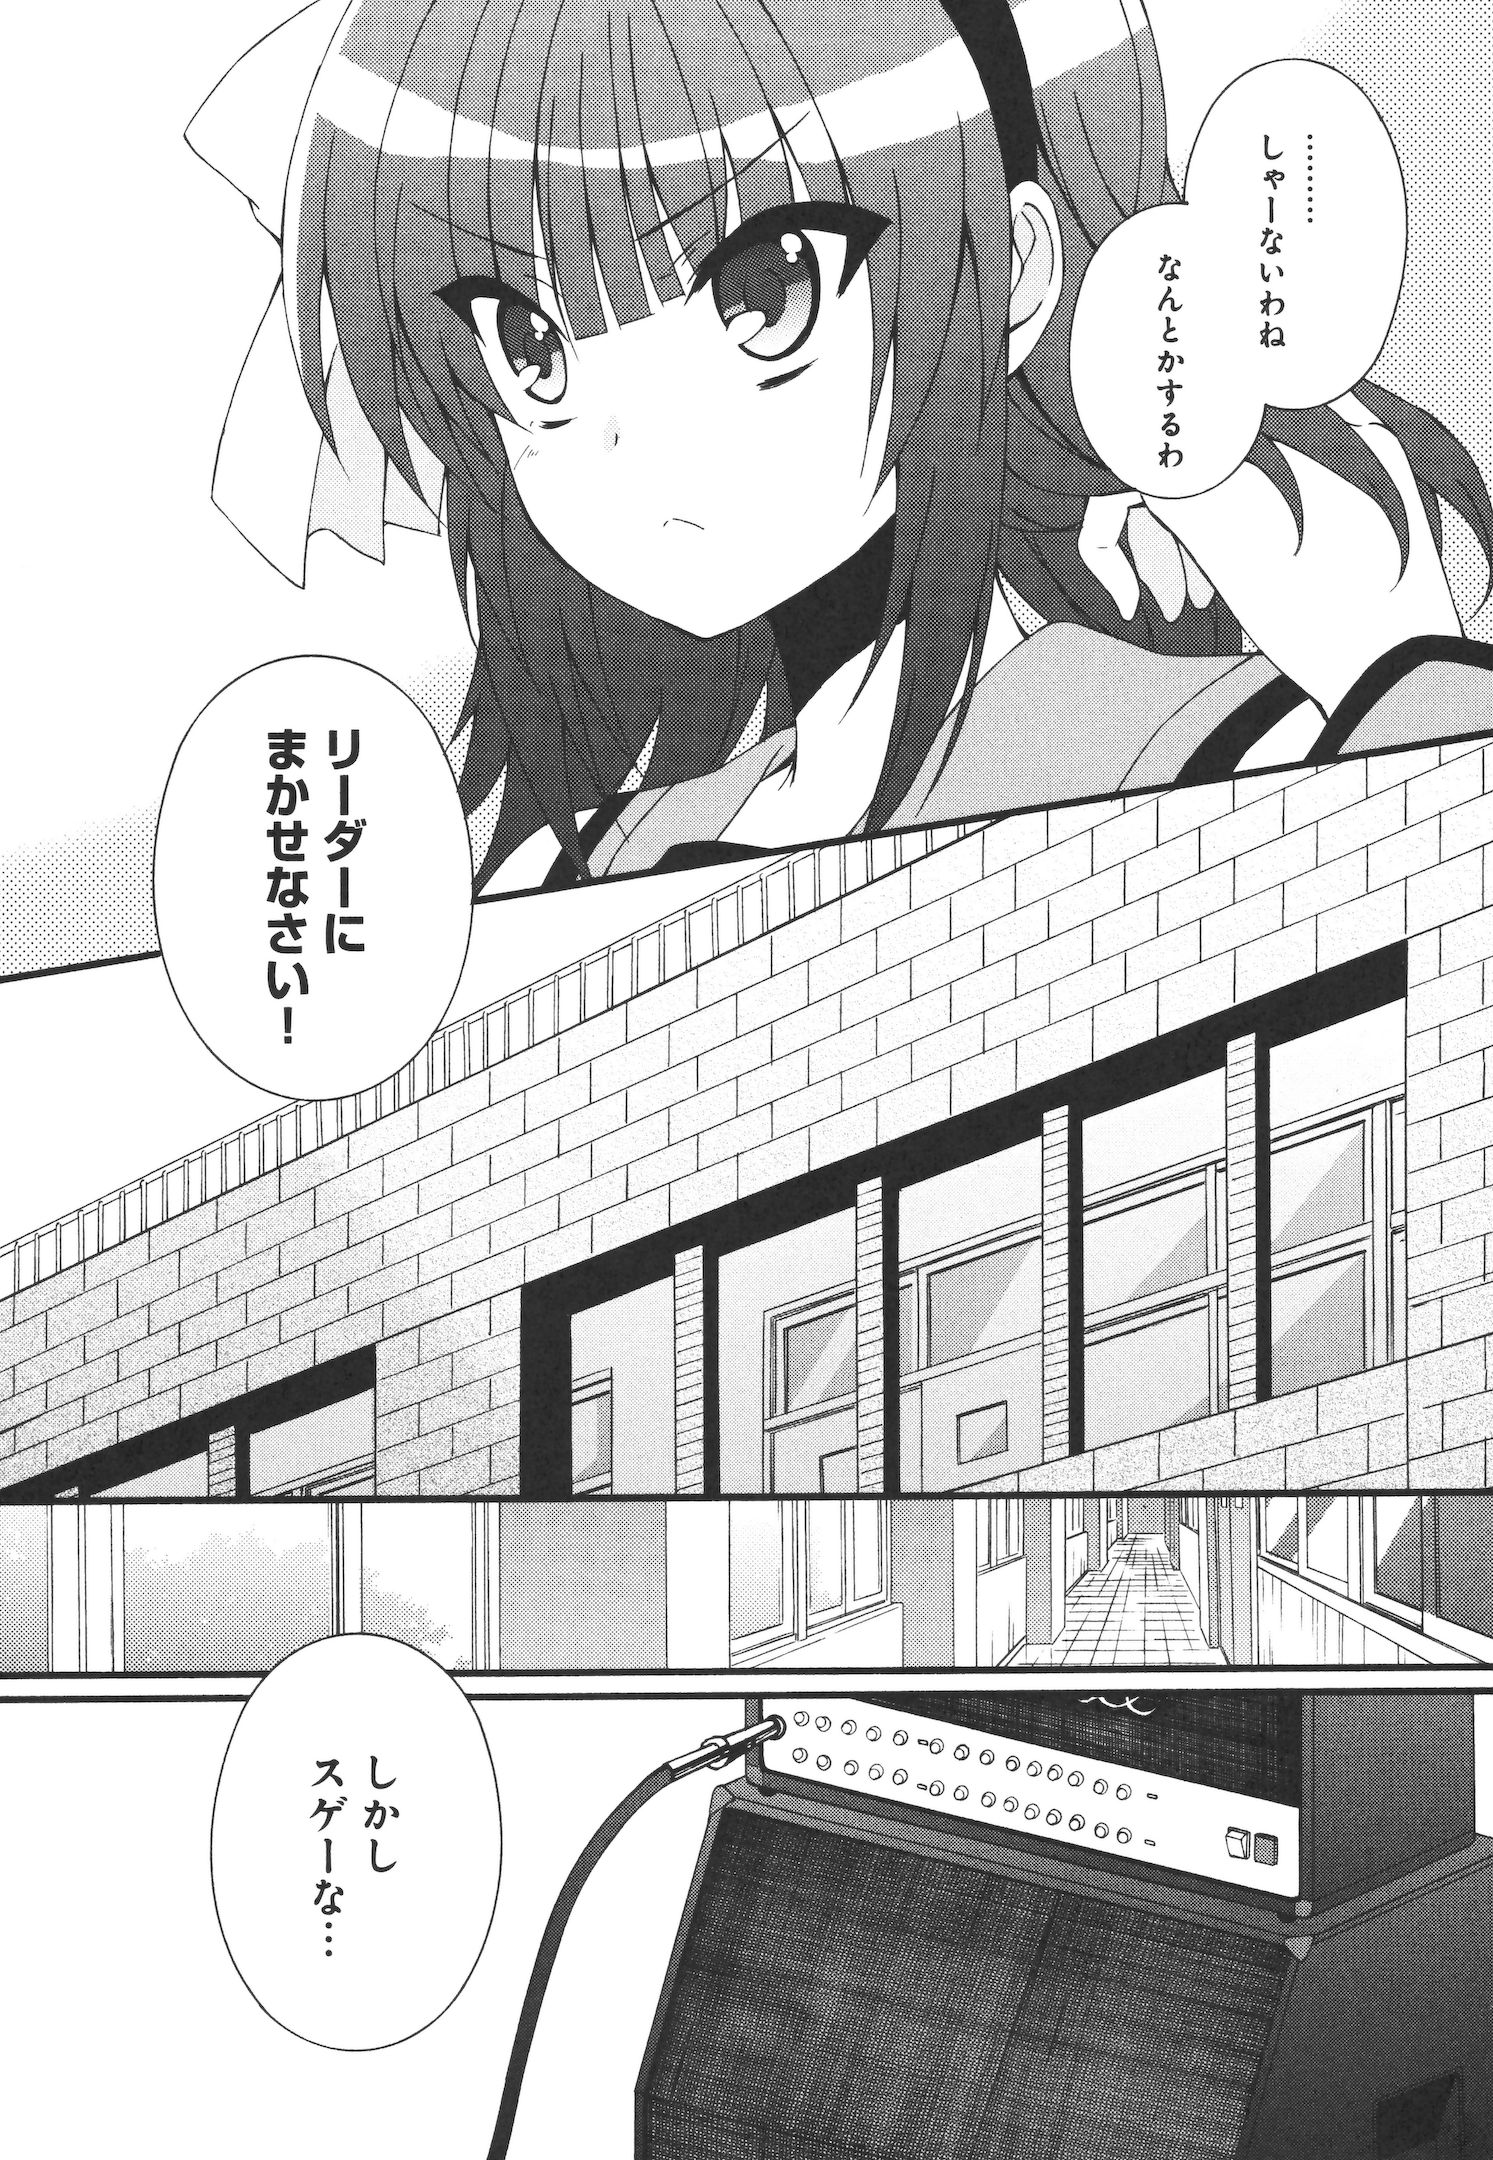 ………
しゃーないわね
なんとかするわ
リーダーに
まかせなさい！
しかし
スゲーな…